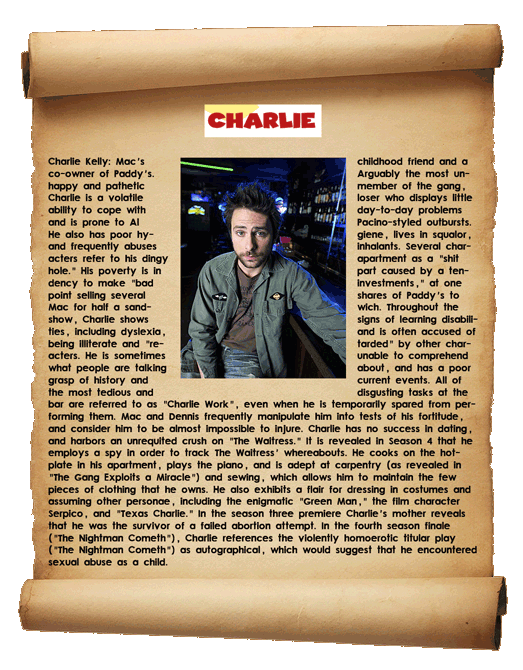 CHARLIE
Charlie Kelly: Mac's childhood friend and a
co-owner of Paddy's. Arguably the most un-
happy and pathetic member of the gang,
Charlie is a volatile loser who displays little
ability to cope with day-to-day problems
and is prone to Al Pacino-styled outbursts.
He also has poor hy- giene, lives in squalor,
and frequently abuses inhalants. Several char-
acters refer to his dingy apartment as a "shit
hole." His poverty is in part caused by a ten-
dency to make "bad investments," at one
point selling several shares of Paddy's to
Mac for half a sand- wich. Throughout the
show, Charlie shows signs of learning disabili-
ties, including dyslexia, and is often accused of
being illiterate and "re- tarded" by other char-
acters. He is sometimes unable to comprehend
what people are talking about, and has a poor
grasp of history and current events. All of
the most tedious and disgusting tasks at the
bar are referred to as "Charlie Work", even when he is temporarily spared from per-
forming them. Mac and Dennis frequently manipulate him into tests of his fortitude,
and consider him to be almost impossible to injure. Charlie has no success in dating,
and harbors an unrequited crush on "The Waitress." It is revealed in Season 4 that he
employs a spy in order to track The Waitress' whereabouts. He cooks on the hot-
plate in his apartment, plays the piano, and is adept at carpentry (as revealed in
"The Gang Exploits a Miracle") and sewing, which allows him to maintain the few
pieces of clothing that he owns. He also exhibits a flair for dressing in costumes and
assuming other personae, including the enigmatic "Green Man," the film character
Serpico, and "Texas Charlie." In the season three premiere Charlie's mother reveals
that he was the survivor of a failed abortion attempt. In the fourth season finale
("The Nightman Cometh"), Charlie references the violently homoerotic titular play
("The Nightman Cometh") as autographical, which would suggest that he encountered
sexual abuse as a child.